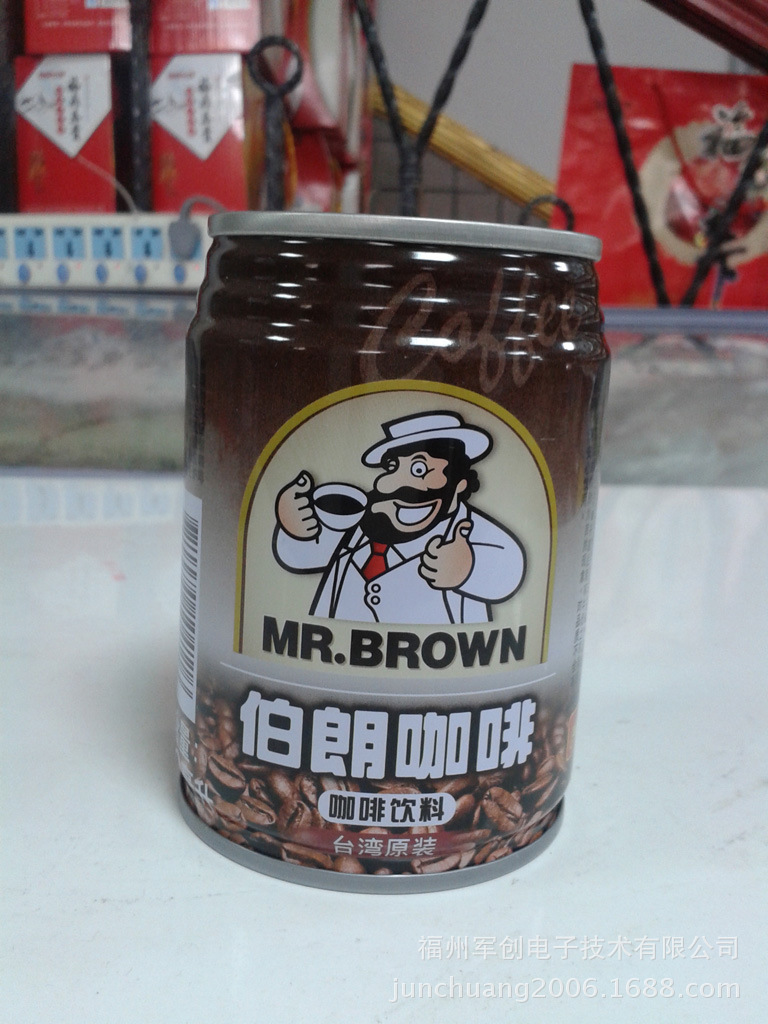 Coffee
MR.BROWN
伯朗咖啡
咖啡饮料
台湾原装
福州军创电子技术有限公司
junchuang2006.1688.com